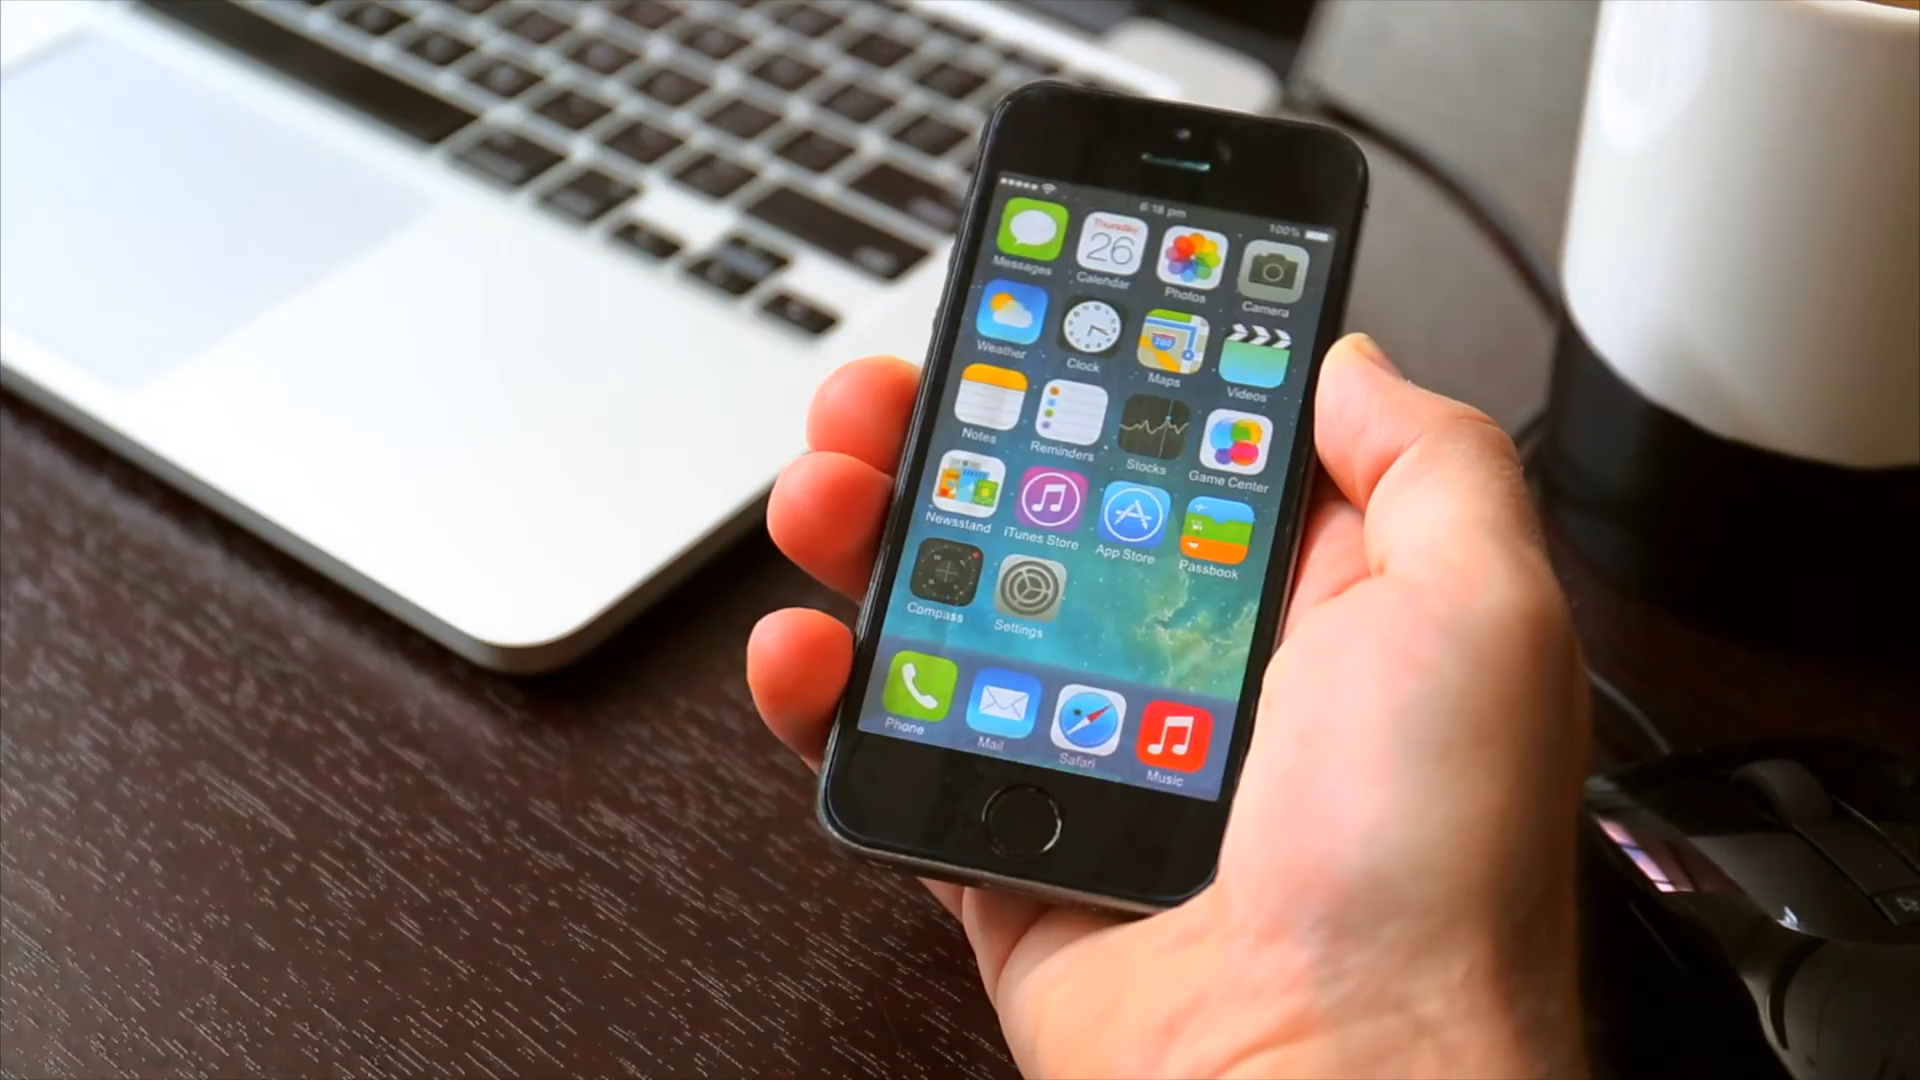 6:18 pm
100%
Messages
Thursday
26
Calendar
Photos
Camera
Weather
Clock
Maps
Videos
Notes
Reminders
Stocks
Game Center
Newsstand
iTunes Store
App Store
Passbook
Compass
Settings
Phone
Mail
Safari
Music